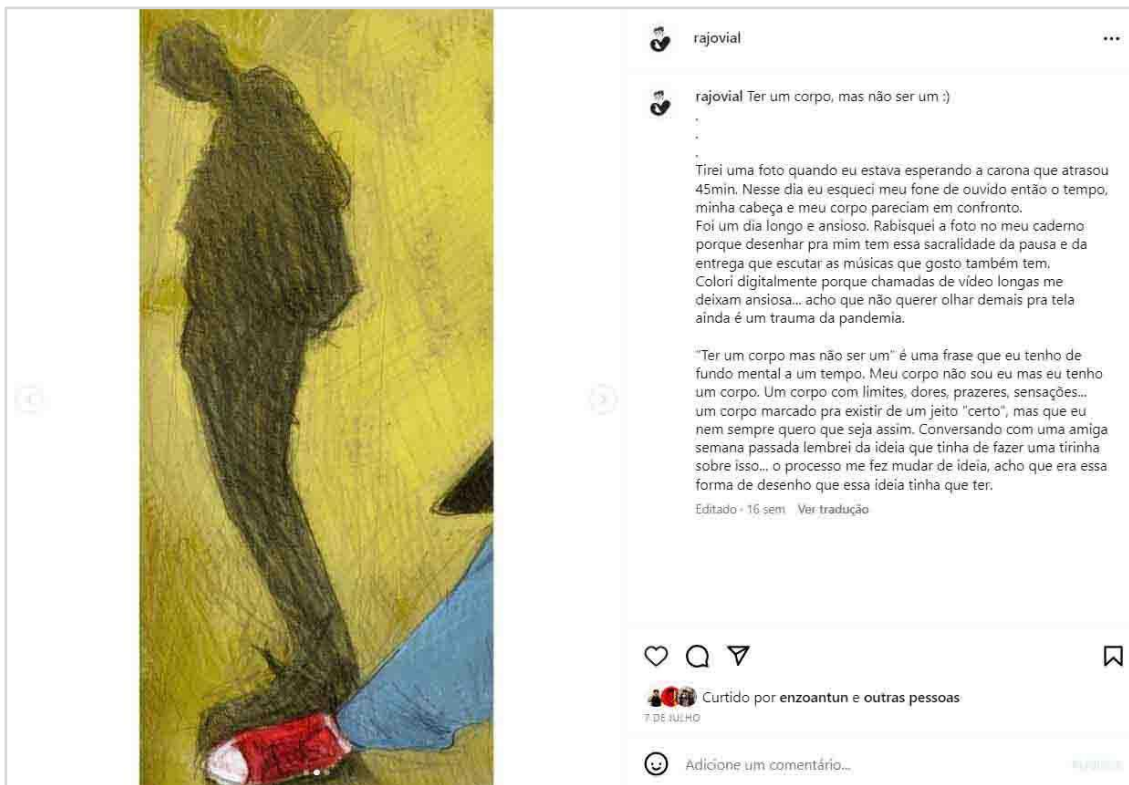 rajovial
rajovial Ter um corpo, mas não ser um :)
.
.
.
Tirei uma foto quando eu estava esperando a carona que atrasou
45min. Nesse dia eu esqueci meu fone de ouvido então o tempo,
minha cabeça e meu corpo pareciam em confronto.
Foi um dia longo e ansioso. Rabisquei a foto no meu caderno
porque desenhar pra mim tem essa sacralidade da pausa e da
entrega que escutar as músicas que gosto também tem.
Colori digitalmente porque chamadas de vídeo longas me
deixam ansiosa... acho que não querer olhar demais pra tela
ainda é um trauma da pandemia.
"Ter um corpo mas não ser um" é uma frase que eu tenho de
fundo mental a um tempo. Meu corpo não sou eu mas eu tenho
um corpo. Um corpo com limites, dores, prazeres, sensações...
um corpo marcado pra existir de um jeito "certo", mas que eu
nem sempre quero que seja assim. Conversando com uma amiga
semana passada lembrei da ideia que tinha de fazer uma tirinha
sobre isso... o processo me fez mudar de ideia, acho que era essa
forma de desenho que essa ideia tinha que ter.
Editado · 16 sem Ver tradução
Curtido por enzoantun e outras pessoas
7 DE JULHO
Adicione um comentário...